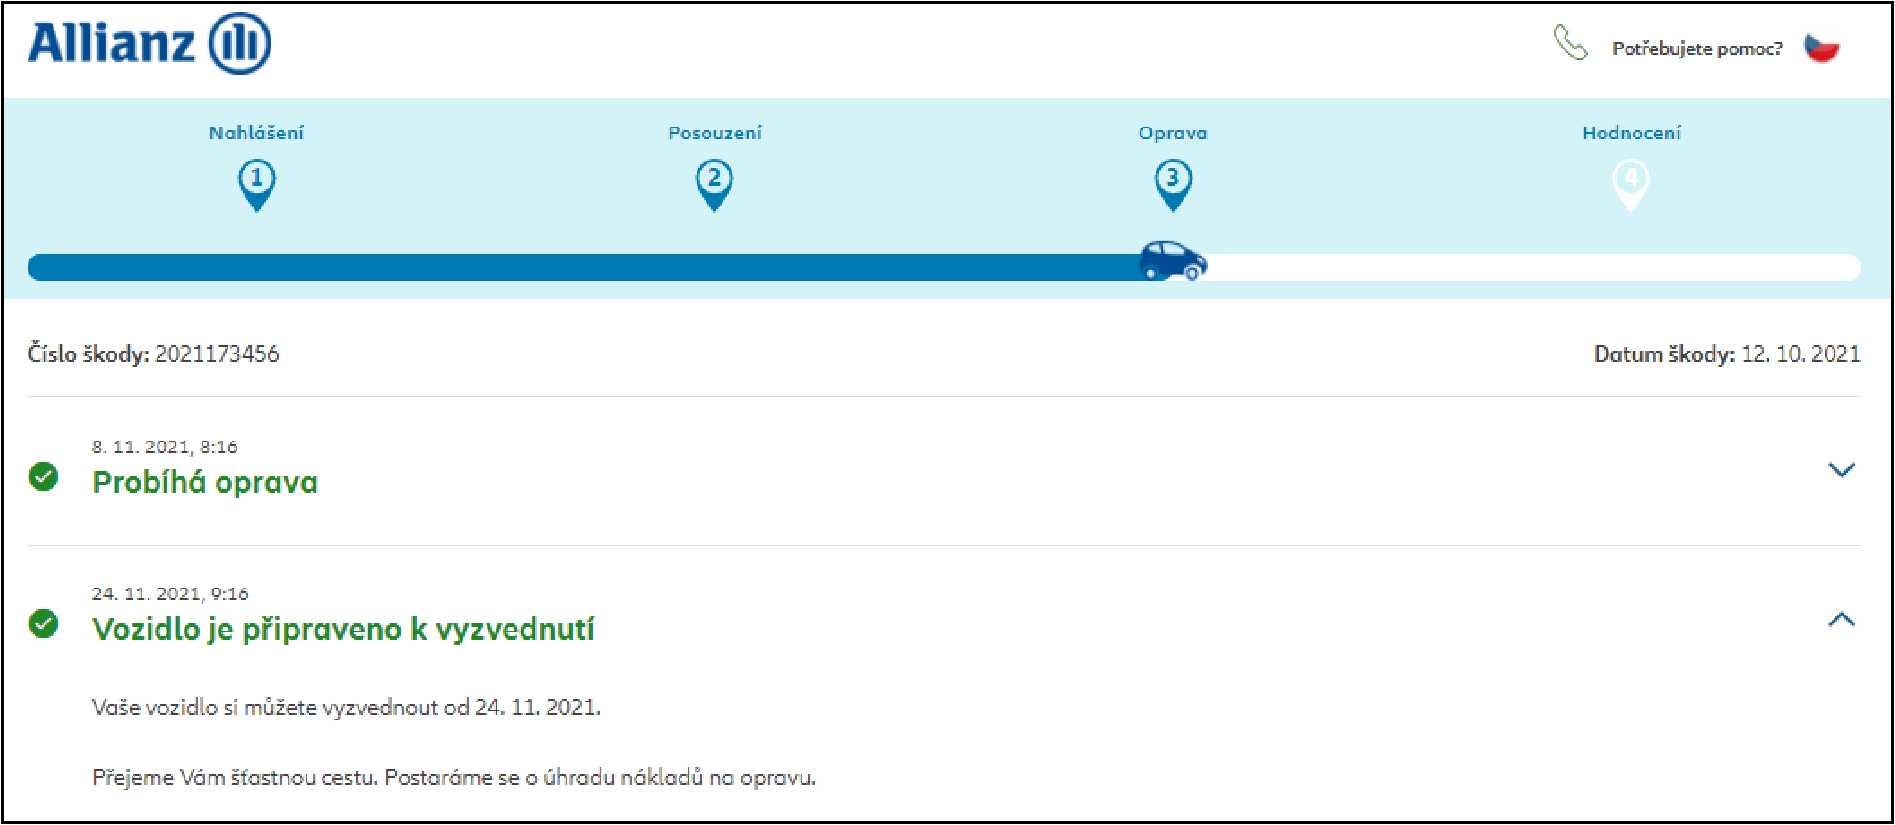 Allianz
Potřebujete pomoc?
Nahlášení
Posouzení
Oprava
Hodnocení
1
2
3
4
Číslo škody: 2021173456
Datum škody: 12. 10. 2021
8. 11. 2021, 8:16
Probíhá oprava
24. 11. 2021, 9:16
Vozidlo je připraveno k vyzvednutí
Vaše vozidlo si můžete vyzvednout od 24. 11. 2021.
Přejeme Vám šťastnou cestu. Postaráme se o úhradu nákladů na opravu.